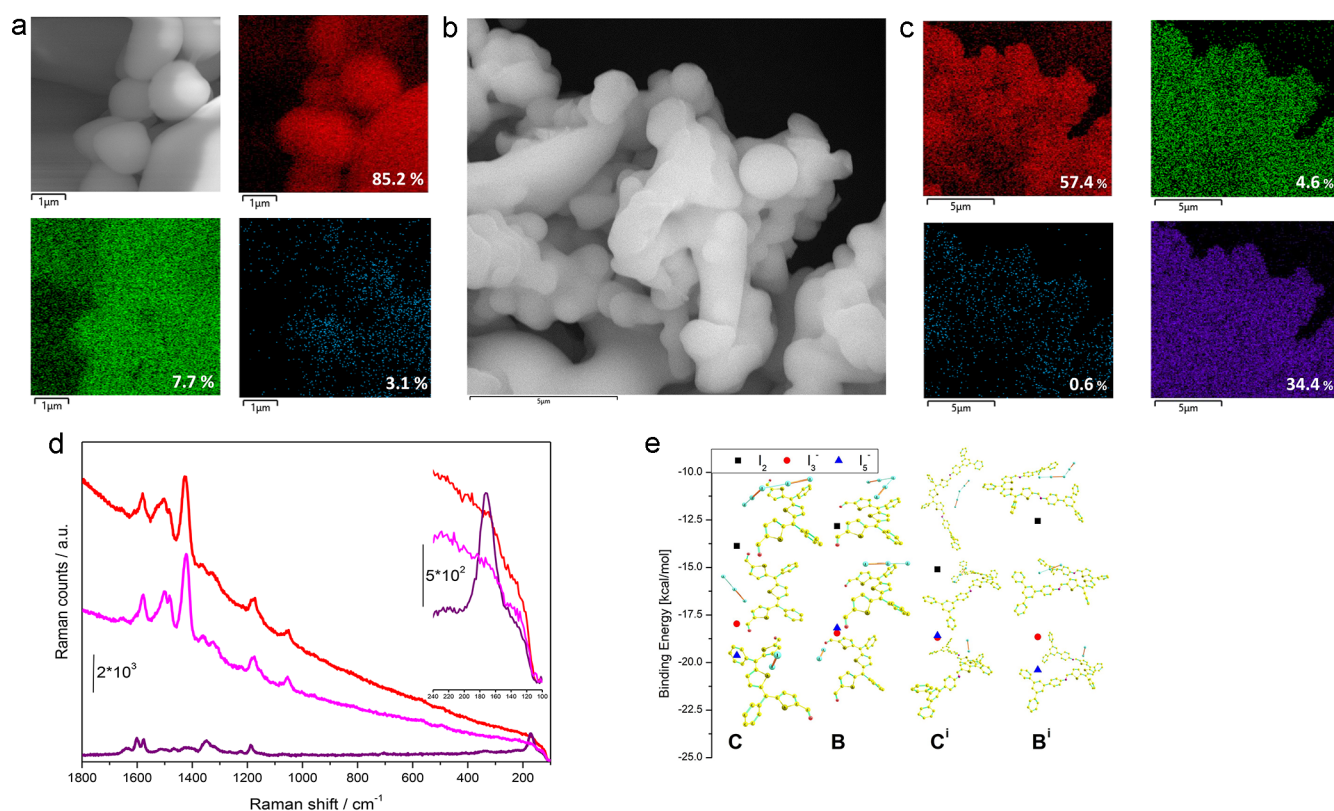 a
1μm
85.2 %
1μm
7.7 %
1μm
3.1 %
1μm
b
5μm
c
57.4 %
5μm
4.6 %
5μm
0.6 %
5μm
34.4 %
5μm
d
Raman counts / a.u.
2*10³
5*10²
240 220 200 180 160 140 120 100
1800 1600 1400 1200 1000 800 600 400 200
Raman shift / cm⁻¹
e
I₂ I₃⁻ I₅⁻
Binding Energy [kcal/mol]
-10.0
-12.5
-15.0
-17.5
-20.0
-22.5
-25.0
C B Cⁱ Bⁱ